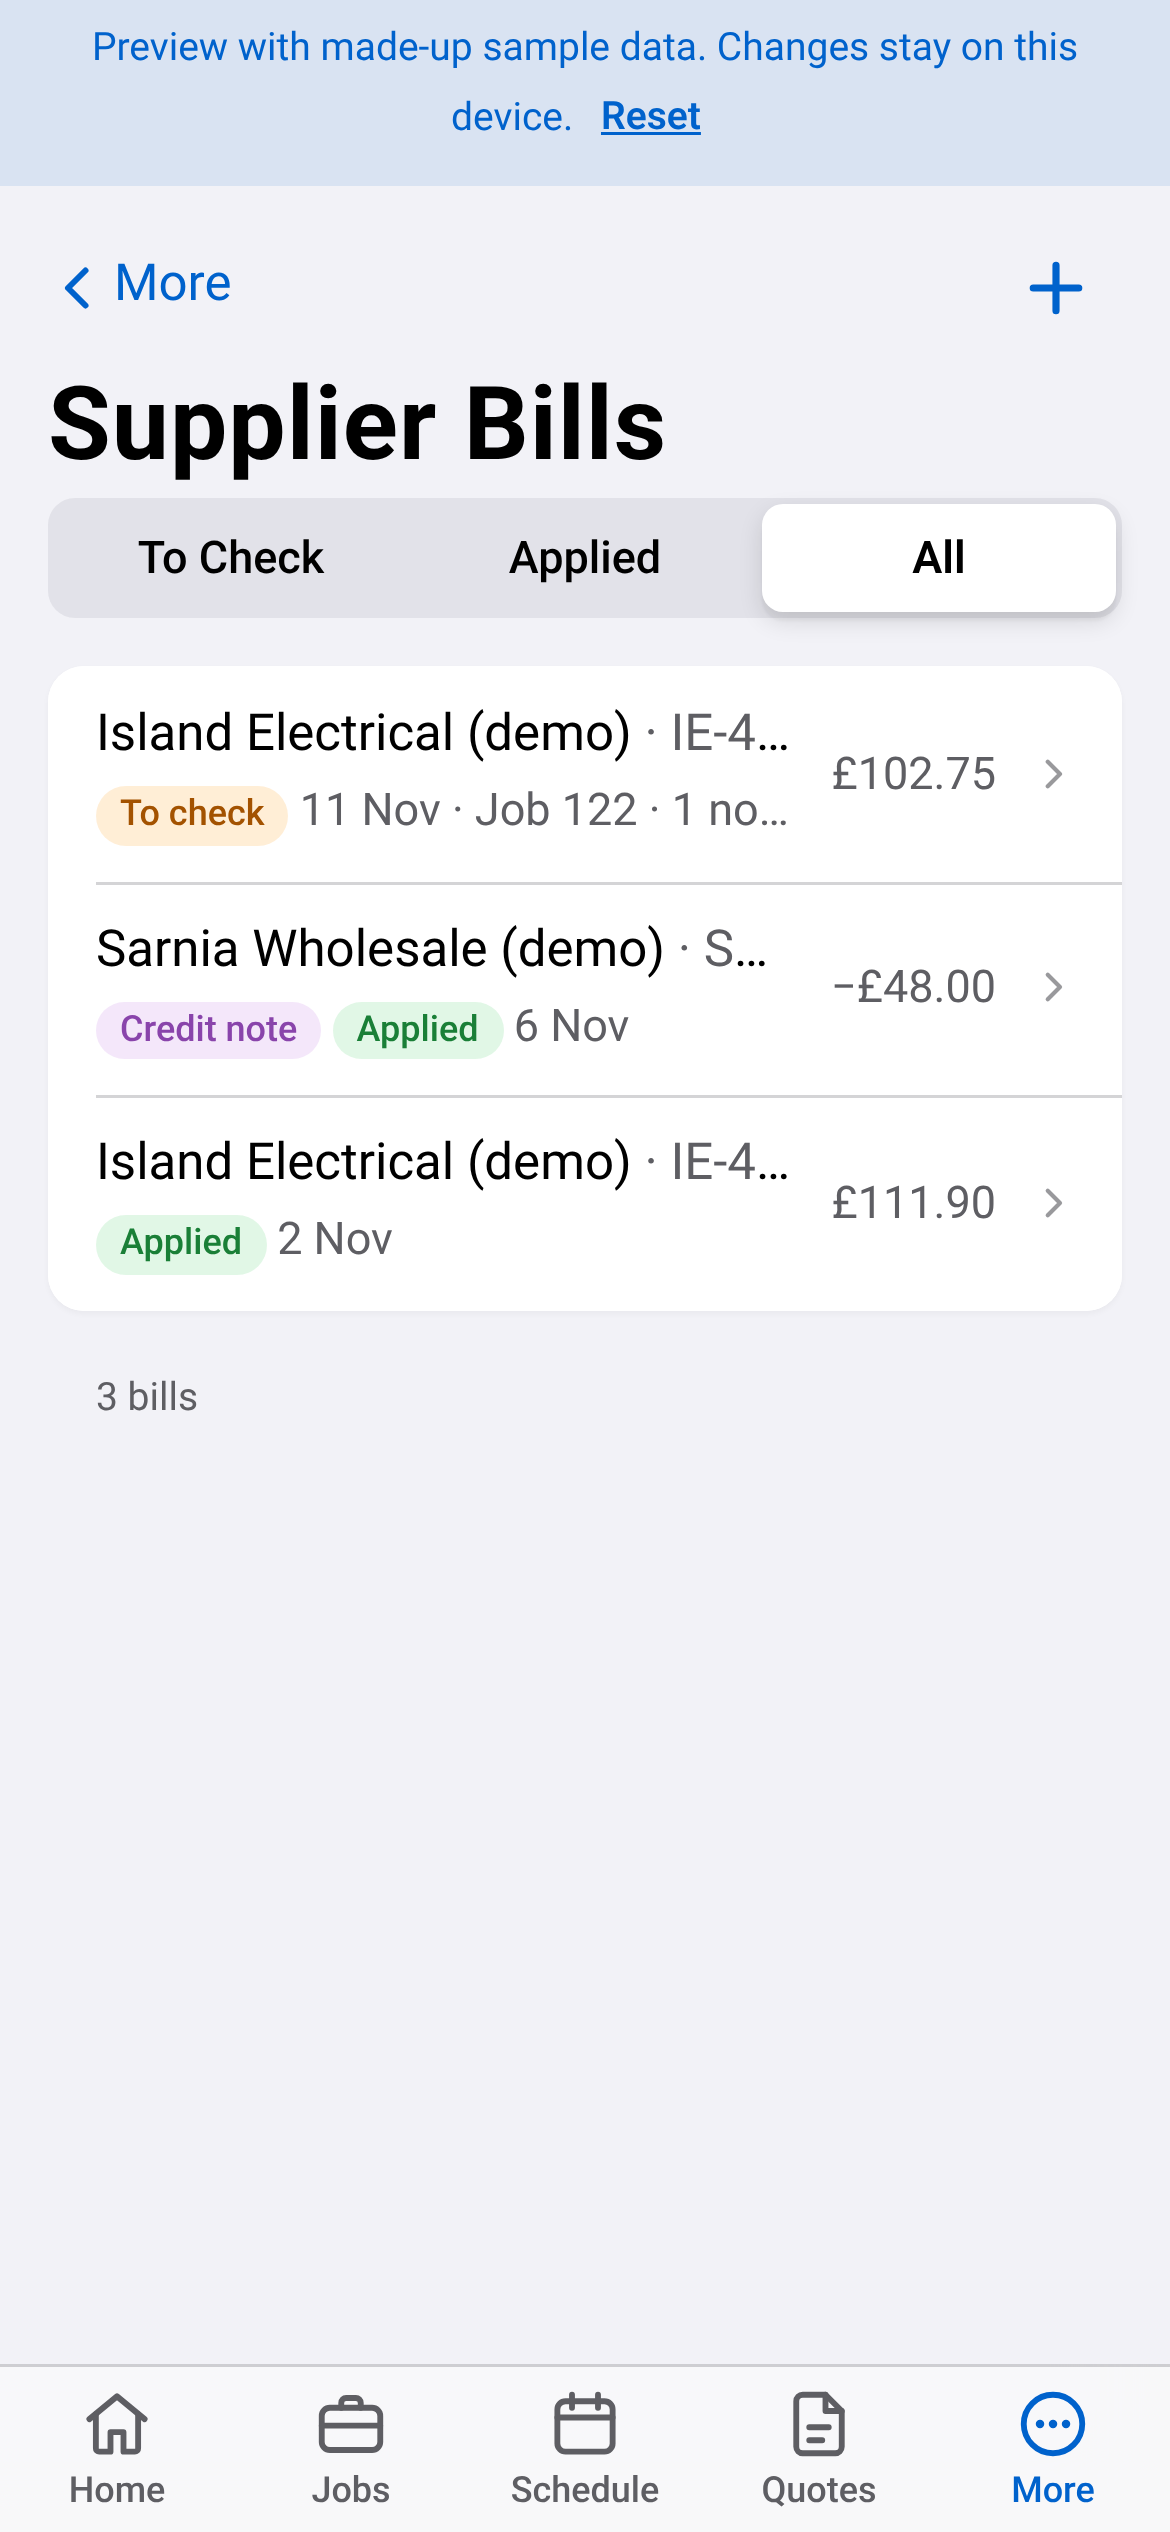 Preview with made-up sample data. Changes stay on this
device. Reset
More
Supplier Bills
To Check Applied All
Island Electrical (demo) · IE-4...
£102.75
To check 11 Nov · Job 122 · 1 no...
Sarnia Wholesale (demo) · S...
−£48.00
Credit note Applied 6 Nov
Island Electrical (demo) · IE-4...
£111.90
Applied 2 Nov
3 bills
Home Jobs Schedule Quotes More